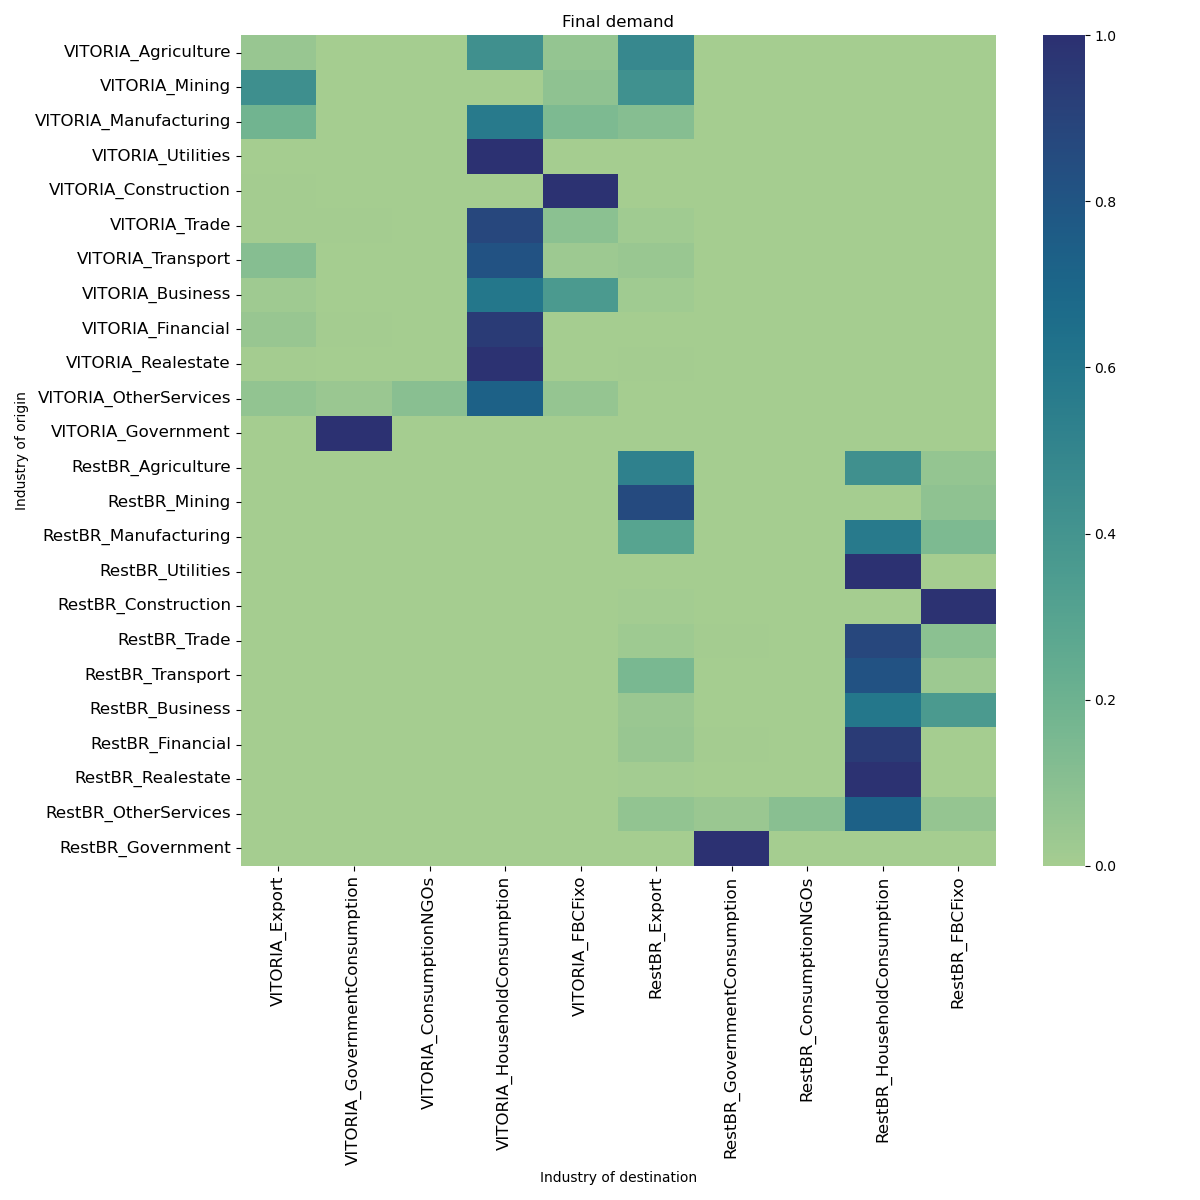 Final demand
Industry of origin
VITORIA_Agriculture
VITORIA_Mining
VITORIA_Manufacturing
VITORIA_Utilities
VITORIA_Construction
VITORIA_Trade
VITORIA_Transport
VITORIA_Business
VITORIA_Financial
VITORIA_Realestate
VITORIA_OtherServices
VITORIA_Government
RestBR_Agriculture
RestBR_Mining
RestBR_Manufacturing
RestBR_Utilities
RestBR_Construction
RestBR_Trade
RestBR_Transport
RestBR_Business
RestBR_Financial
RestBR_Realestate
RestBR_OtherServices
RestBR_Government
1.0
0.8
0.6
0.4
0.2
0.0
VITORIA_Export
VITORIA_GovernmentConsumption
VITORIA_ConsumptionNGOs
VITORIA_HouseholdConsumption
VITORIA_FBCFixo
RestBR_Export
RestBR_GovernmentConsumption
RestBR_ConsumptionNGOs
RestBR_HouseholdConsumption
RestBR_FBCFixo
Industry of destination